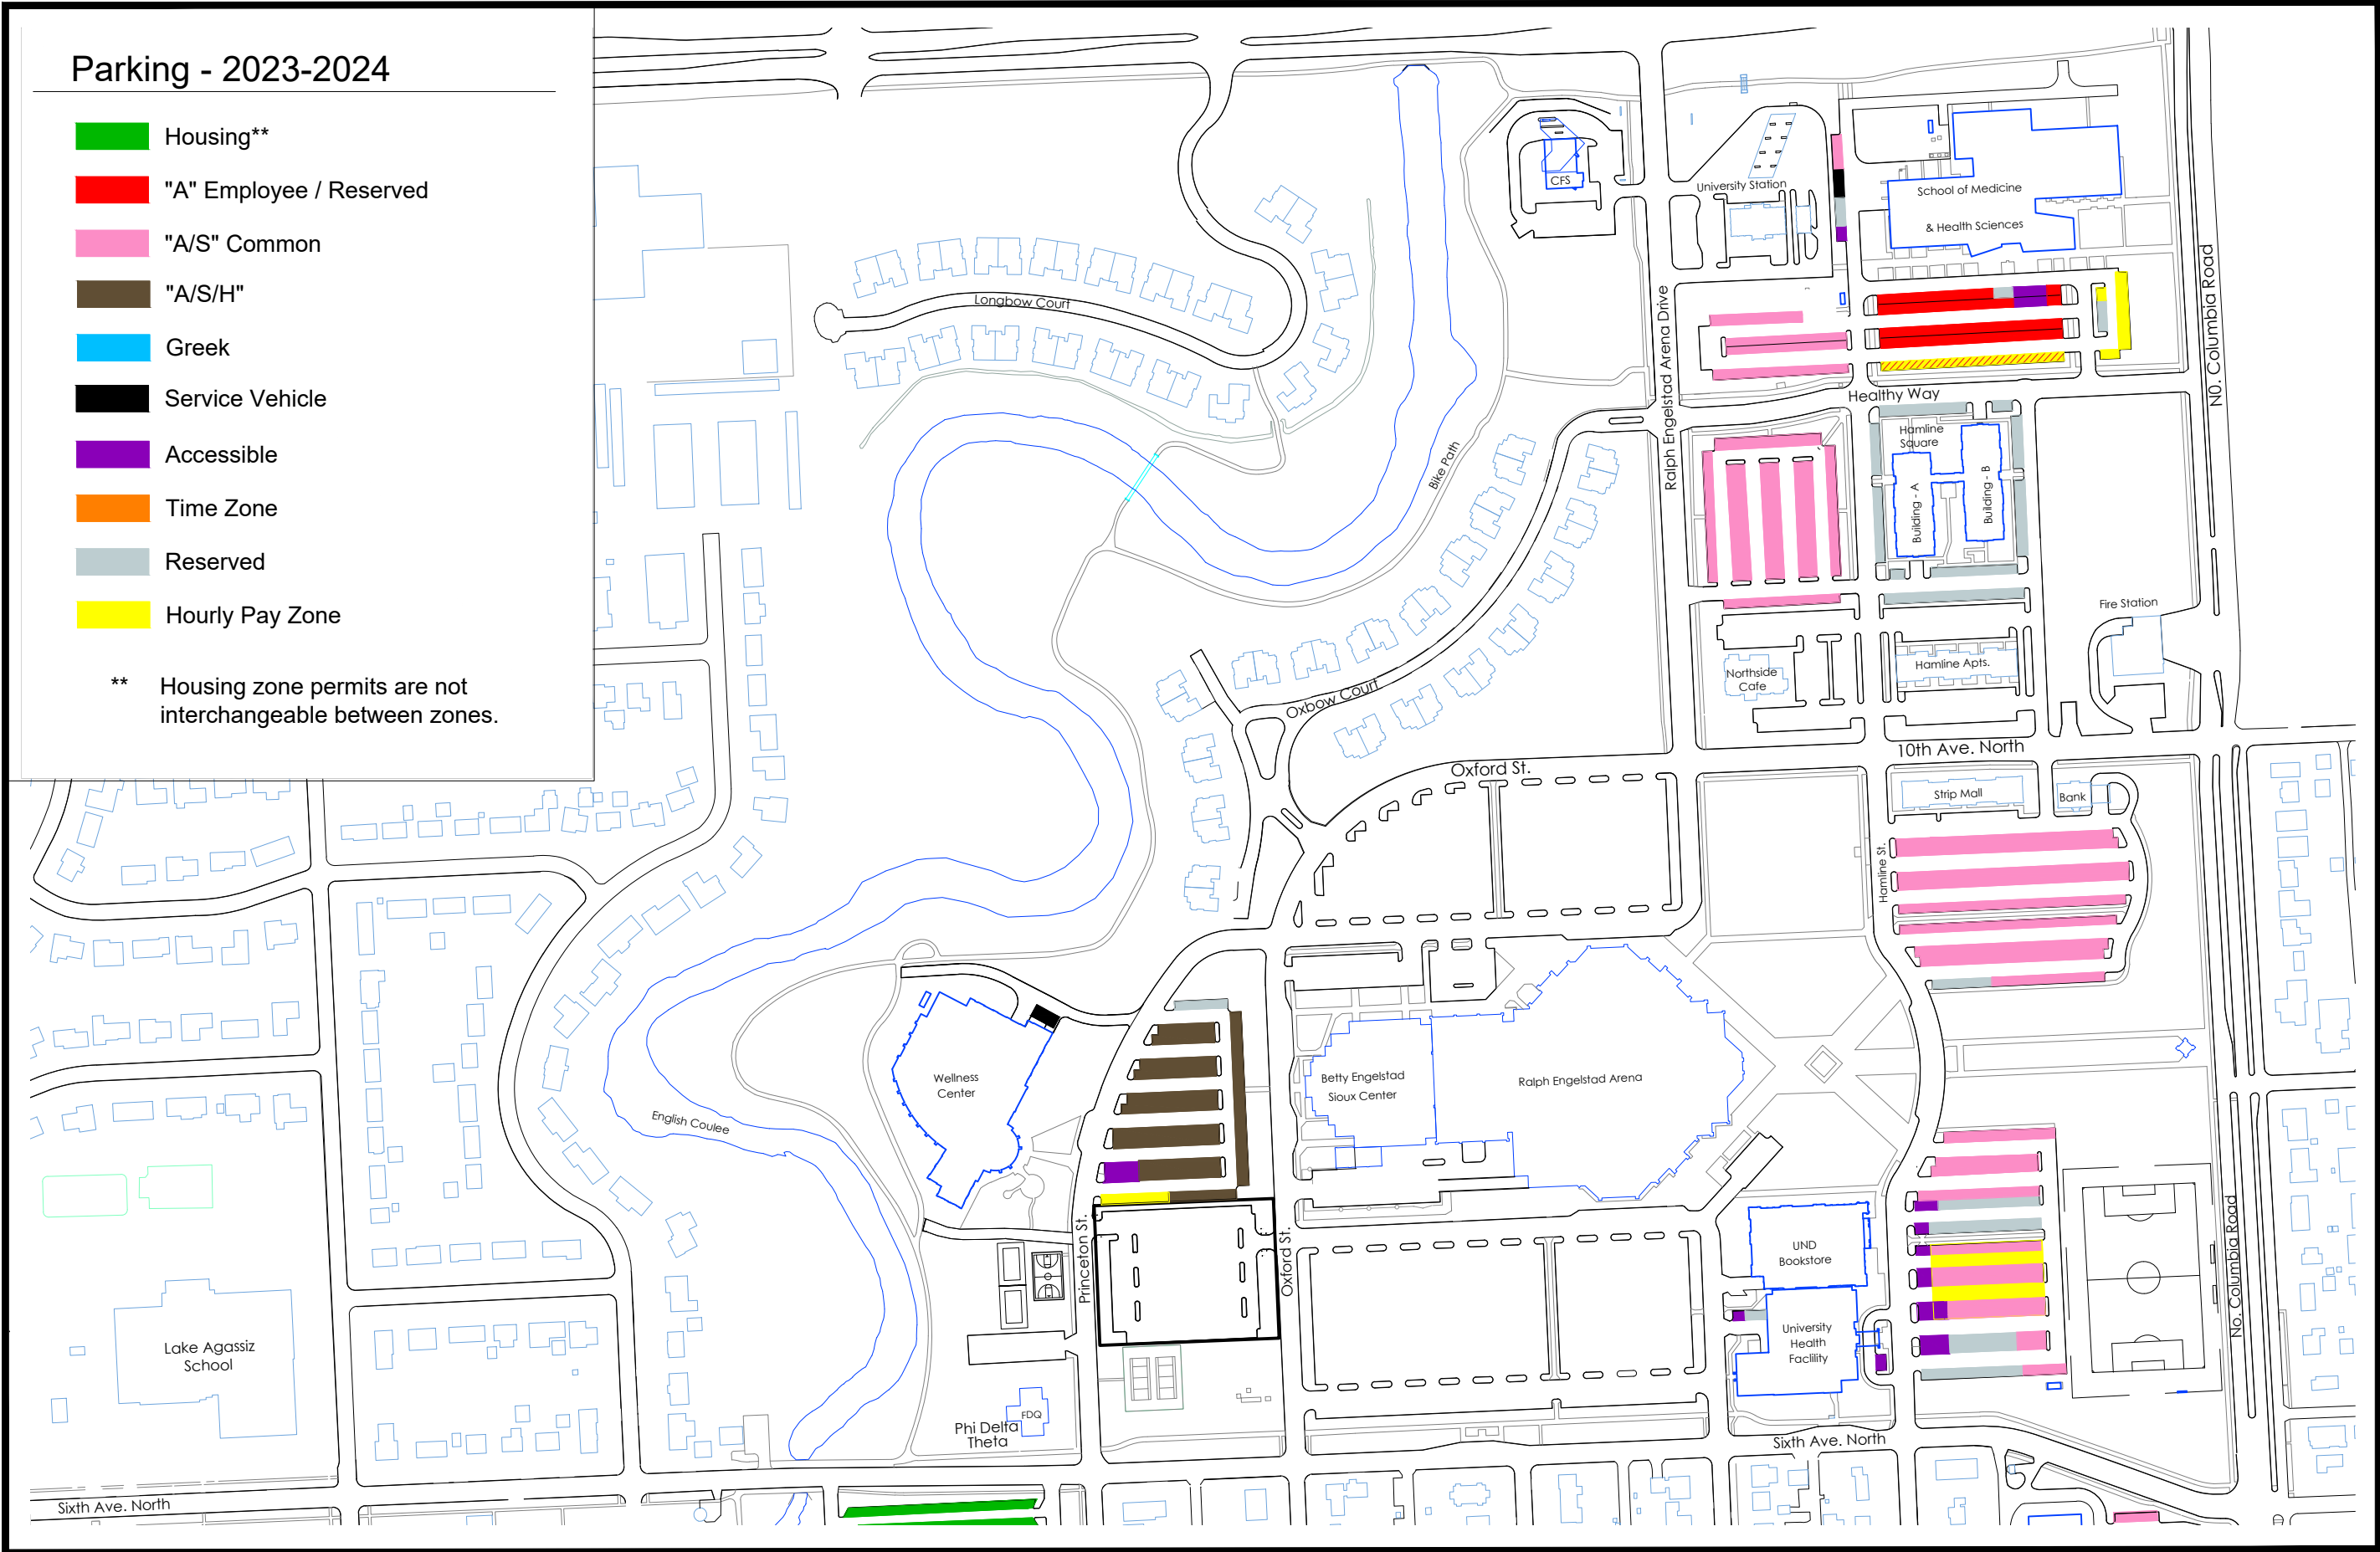 Parking - 2023-2024
Housing**
"A" Employee / Reserved
"A/S" Common
"A/S/H"
Greek
Service Vehicle
Accessible
Time Zone
Reserved
Hourly Pay Zone
** Housing zone permits are not
interchangeable between zones.
CFS
University Station
School of Medicine
& Health Sciences
Longbow Court
Ralph Engelstad Arena Drive
N0. Columbia Road
Healthy Way
Hamline
Square
Building - A
Building - B
Bike Path
Fire Station
Northside
Cafe
Hamline Apts.
Oxbow Court
10th Ave. North
Oxford St.
Strip Mall
Bank
Hamline St.
Wellness
Center
Betty Engelstad
Sioux Center
Ralph Engelstad Arena
English Coulee
Princeton St.
Oxford St.
UND
Bookstore
No. Columbia Road
University
Health
Faclility
Lake Agassiz
School
Phi Delta
Theta
FDQ
Sixth Ave. North
Sixth Ave. North